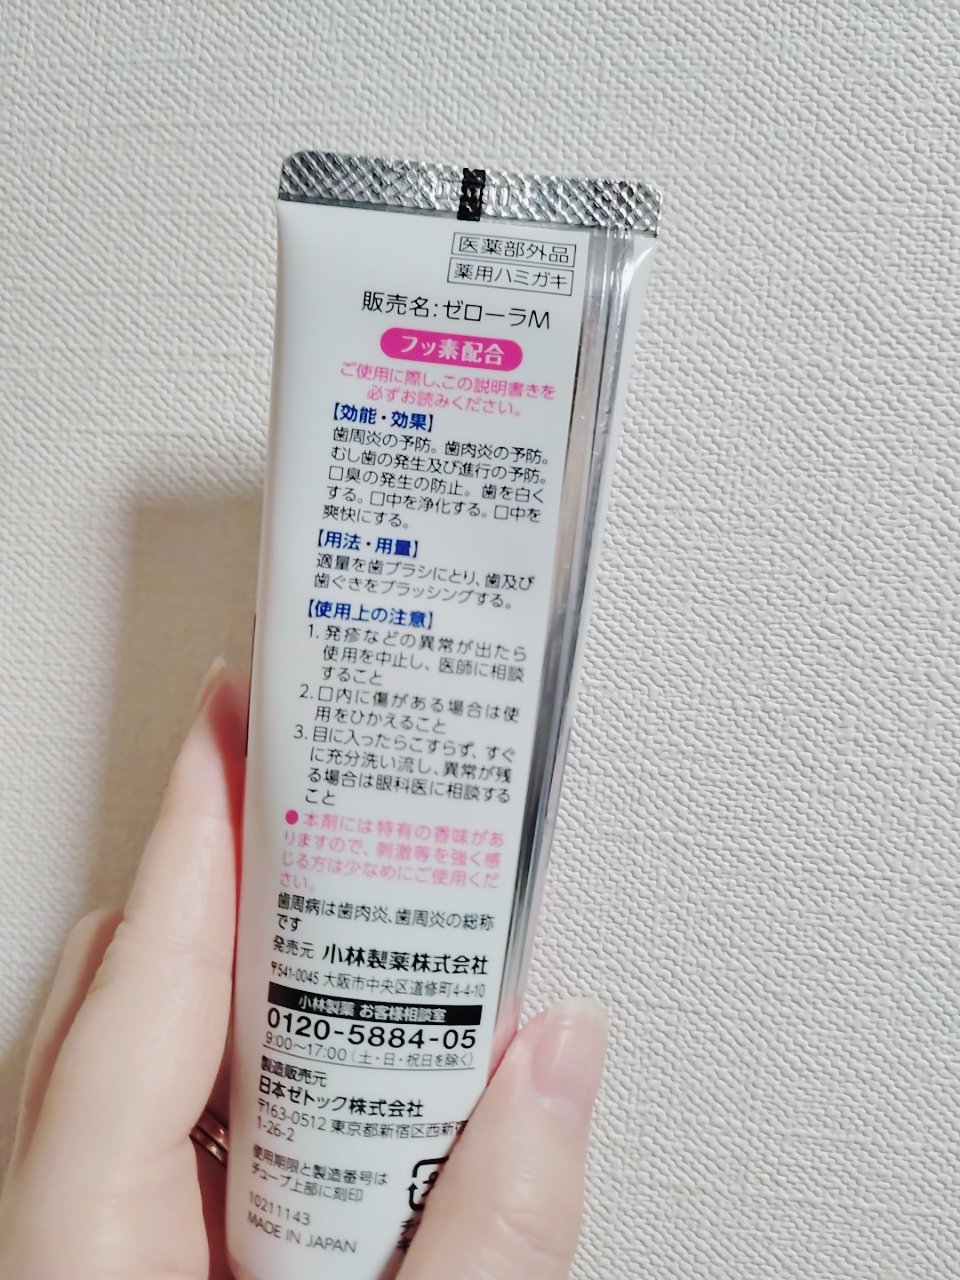 医薬部外品
薬用ハミガキ
販売名:ゼローラM
フッ素配合
ご使用に際し、この説明書きを
必ずお読みください。
【効能・効果】
歯周炎の予防。歯肉炎の予防。
むし歯の発生及び進行の予防。
口臭の発生の防止。歯を白く
する。口中を浄化する。口中を
爽快にする。
【用法・用量】
適量を歯ブラシにとり、歯及び
歯ぐきをブラッシングする。
【使用上の注意】
1. 発疹などの異常が出たら
使用を中止し、医師に相談
すること
2. 口内に傷がある場合は使
用をひかえること
3. 目に入ったらこすらず、すぐ
に充分洗い流し、異常が残
る場合は眼科医に相談する
こと
●本剤には特有の香味があ
りますので、刺激等を強く感
じる方は少なめにご使用くだ
さい。
歯周病は歯肉炎、歯周炎の総称
です
発売元 小林製薬株式会社
〒541-0045 大阪市中央区道修町4-4-10
小林製薬 お客様相談室
0120-5884-05
9:00〜17:00(土・日・祝日を除く)
製造販売元
日本ゼトック株式会社
〒163-0512 東京都新宿区西新宿
1-26-2
使用期限と製造番号は
チューブ上部に刻印
10211143
MADE IN JAPAN